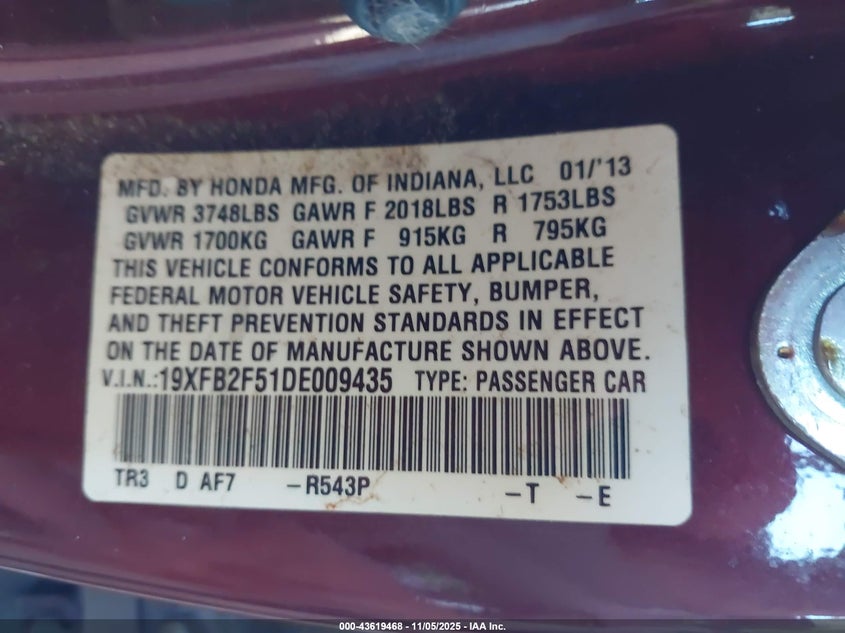 MFD. BY HONDA MFG. OF INDIANA, LLC 01/'13
GVWR 3748LBS GAWR F 2018LBS R 1753LBS
GVWR 1700KG GAWR F 915KG R 795KG
THIS VEHICLE CONFORMS TO ALL APPLICABLE
FEDERAL MOTOR VEHICLE SAFETY, BUMPER,
AND THEFT PREVENTION STANDARDS IN EFFECT
ON THE DATE OF MANUFACTURE SHOWN ABOVE.
V.I.N.:19XFB2F51DE009435 TYPE: PASSENGER CAR
TR3 D AF7 –R543P –T –E
000-43619468 - 11/05/2025 - IAA Inc.